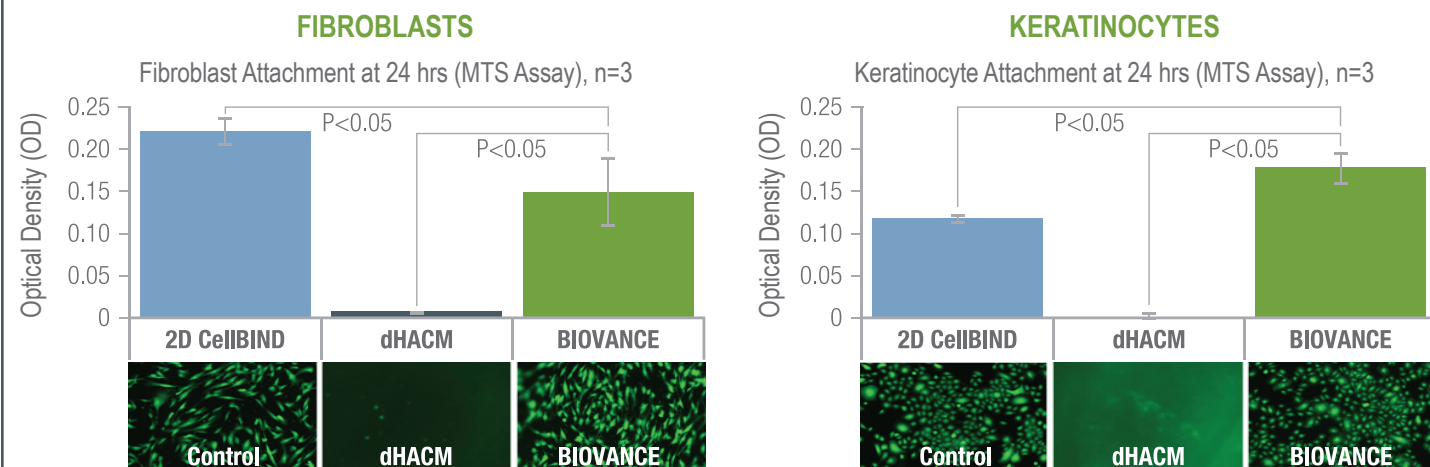 FIBROBLASTS
Fibroblast Attachment at 24 hrs (MTS Assay), n=3
Optical Density (OD)
0.25
0.20
0.15
0.10
0.05
0
P<0.05
P<0.05
2D CellBIND
dHACM
BIOVANCE
Control
dHACM
BIOVANCE
KERATINOCYTES
Keratinocyte Attachment at 24 hrs (MTS Assay), n=3
Optical Density (OD)
0.25
0.20
0.15
0.10
0.05
0
P<0.05
P<0.05
2D CellBIND
dHACM
BIOVANCE
Control
dHACM
BIOVANCE